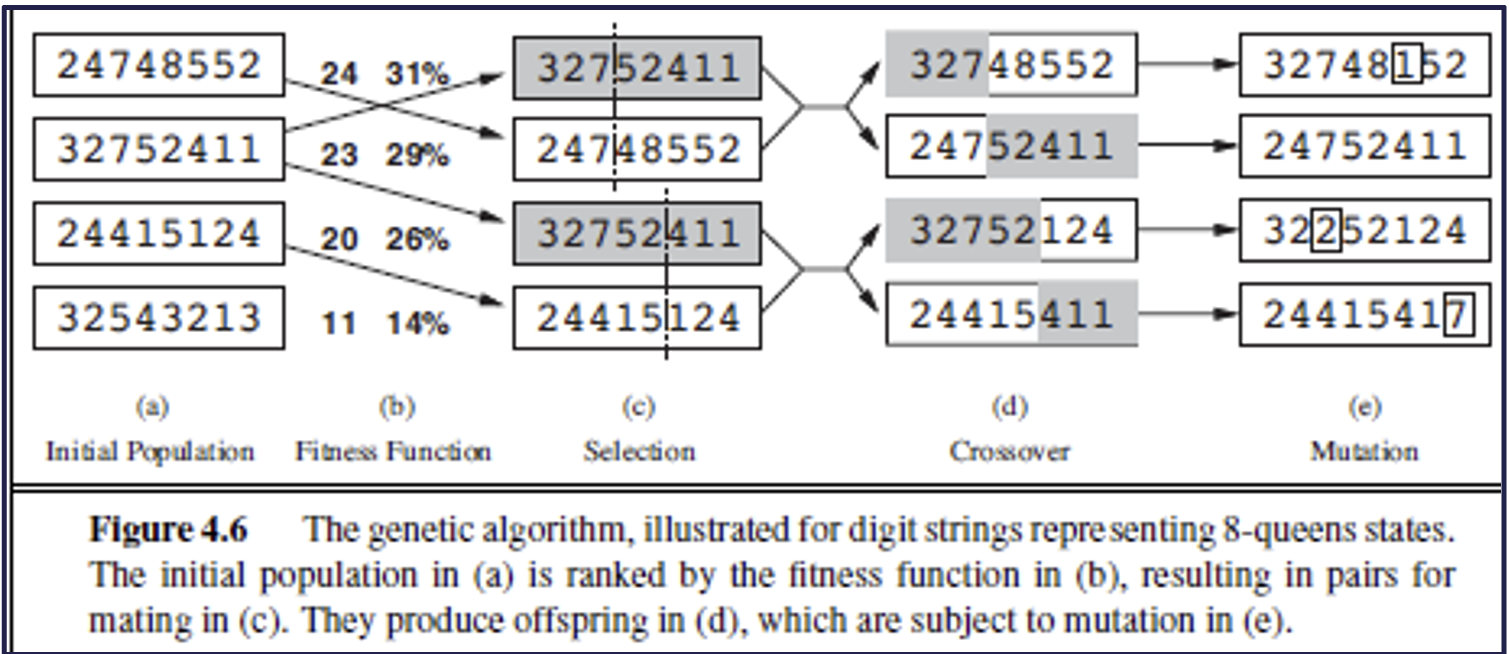 24748552 24 31% 32752411 32748552 32748152
32752411 23 29% 24748552 24752411 24752411
24415124 20 26% 32752411 32752124 32252124
32543213 11 14% 24415124 24415411 24415417
(a) (b) (c) (d) (e)
Initial Population Fitness Function Selection Crossover Mutation
Figure 4.6 The genetic algorithm, illustrated for digit strings representing 8-queens states.
The initial population in (a) is ranked by the fitness function in (b), resulting in pairs for
mating in (c). They produce offspring in (d), which are subject to mutation in (e).